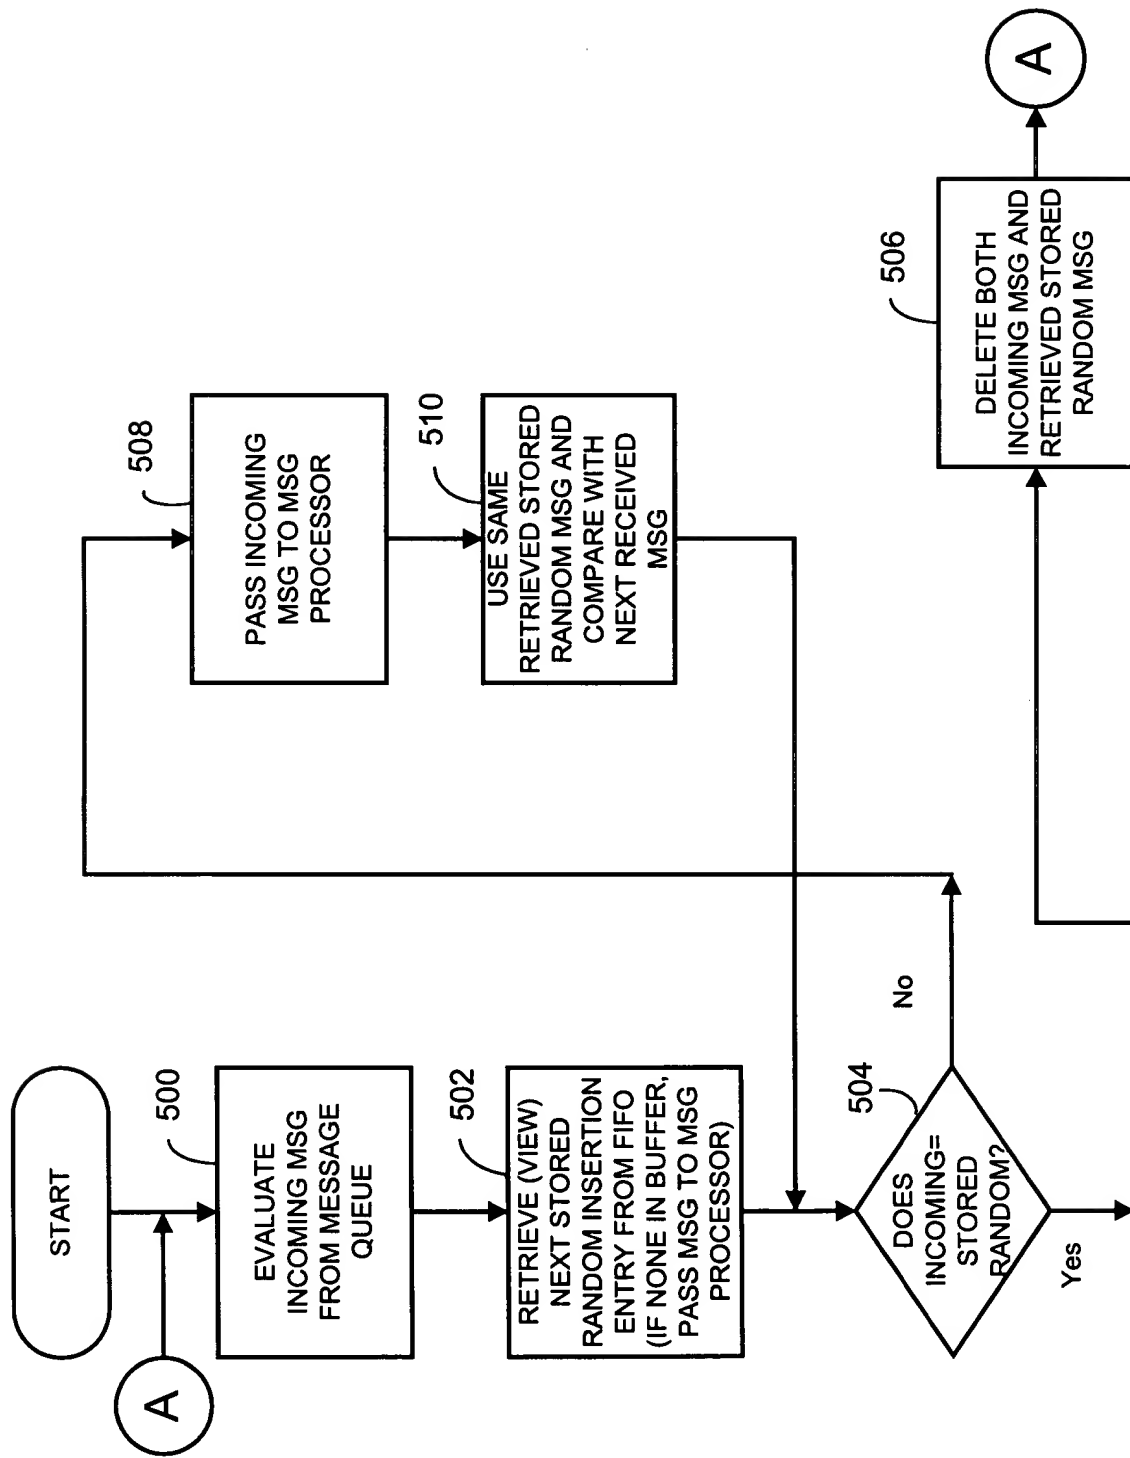 START
A
500
EVALUATE
INCOMING MSG
FROM MESSAGE
QUEUE
502
RETRIEVE (VIEW)
NEXT STORED
RANDOM INSERTION
ENTRY FROM FIFO
(IF NONE IN BUFFER,
PASS MSG TO MSG
PROCESSOR)
504
DOES
INCOMING=
STORED
RANDOM?
No
Yes
508
PASS INCOMING
MSG TO MSG
PROCESSOR
510
USE SAME
RETRIEVED STORED
RANDOM MSG AND
COMPARE WITH
NEXT RECEIVED
MSG
506
DELETE BOTH
INCOMING MSG AND
RETRIEVED STORED
RANDOM MSG
A